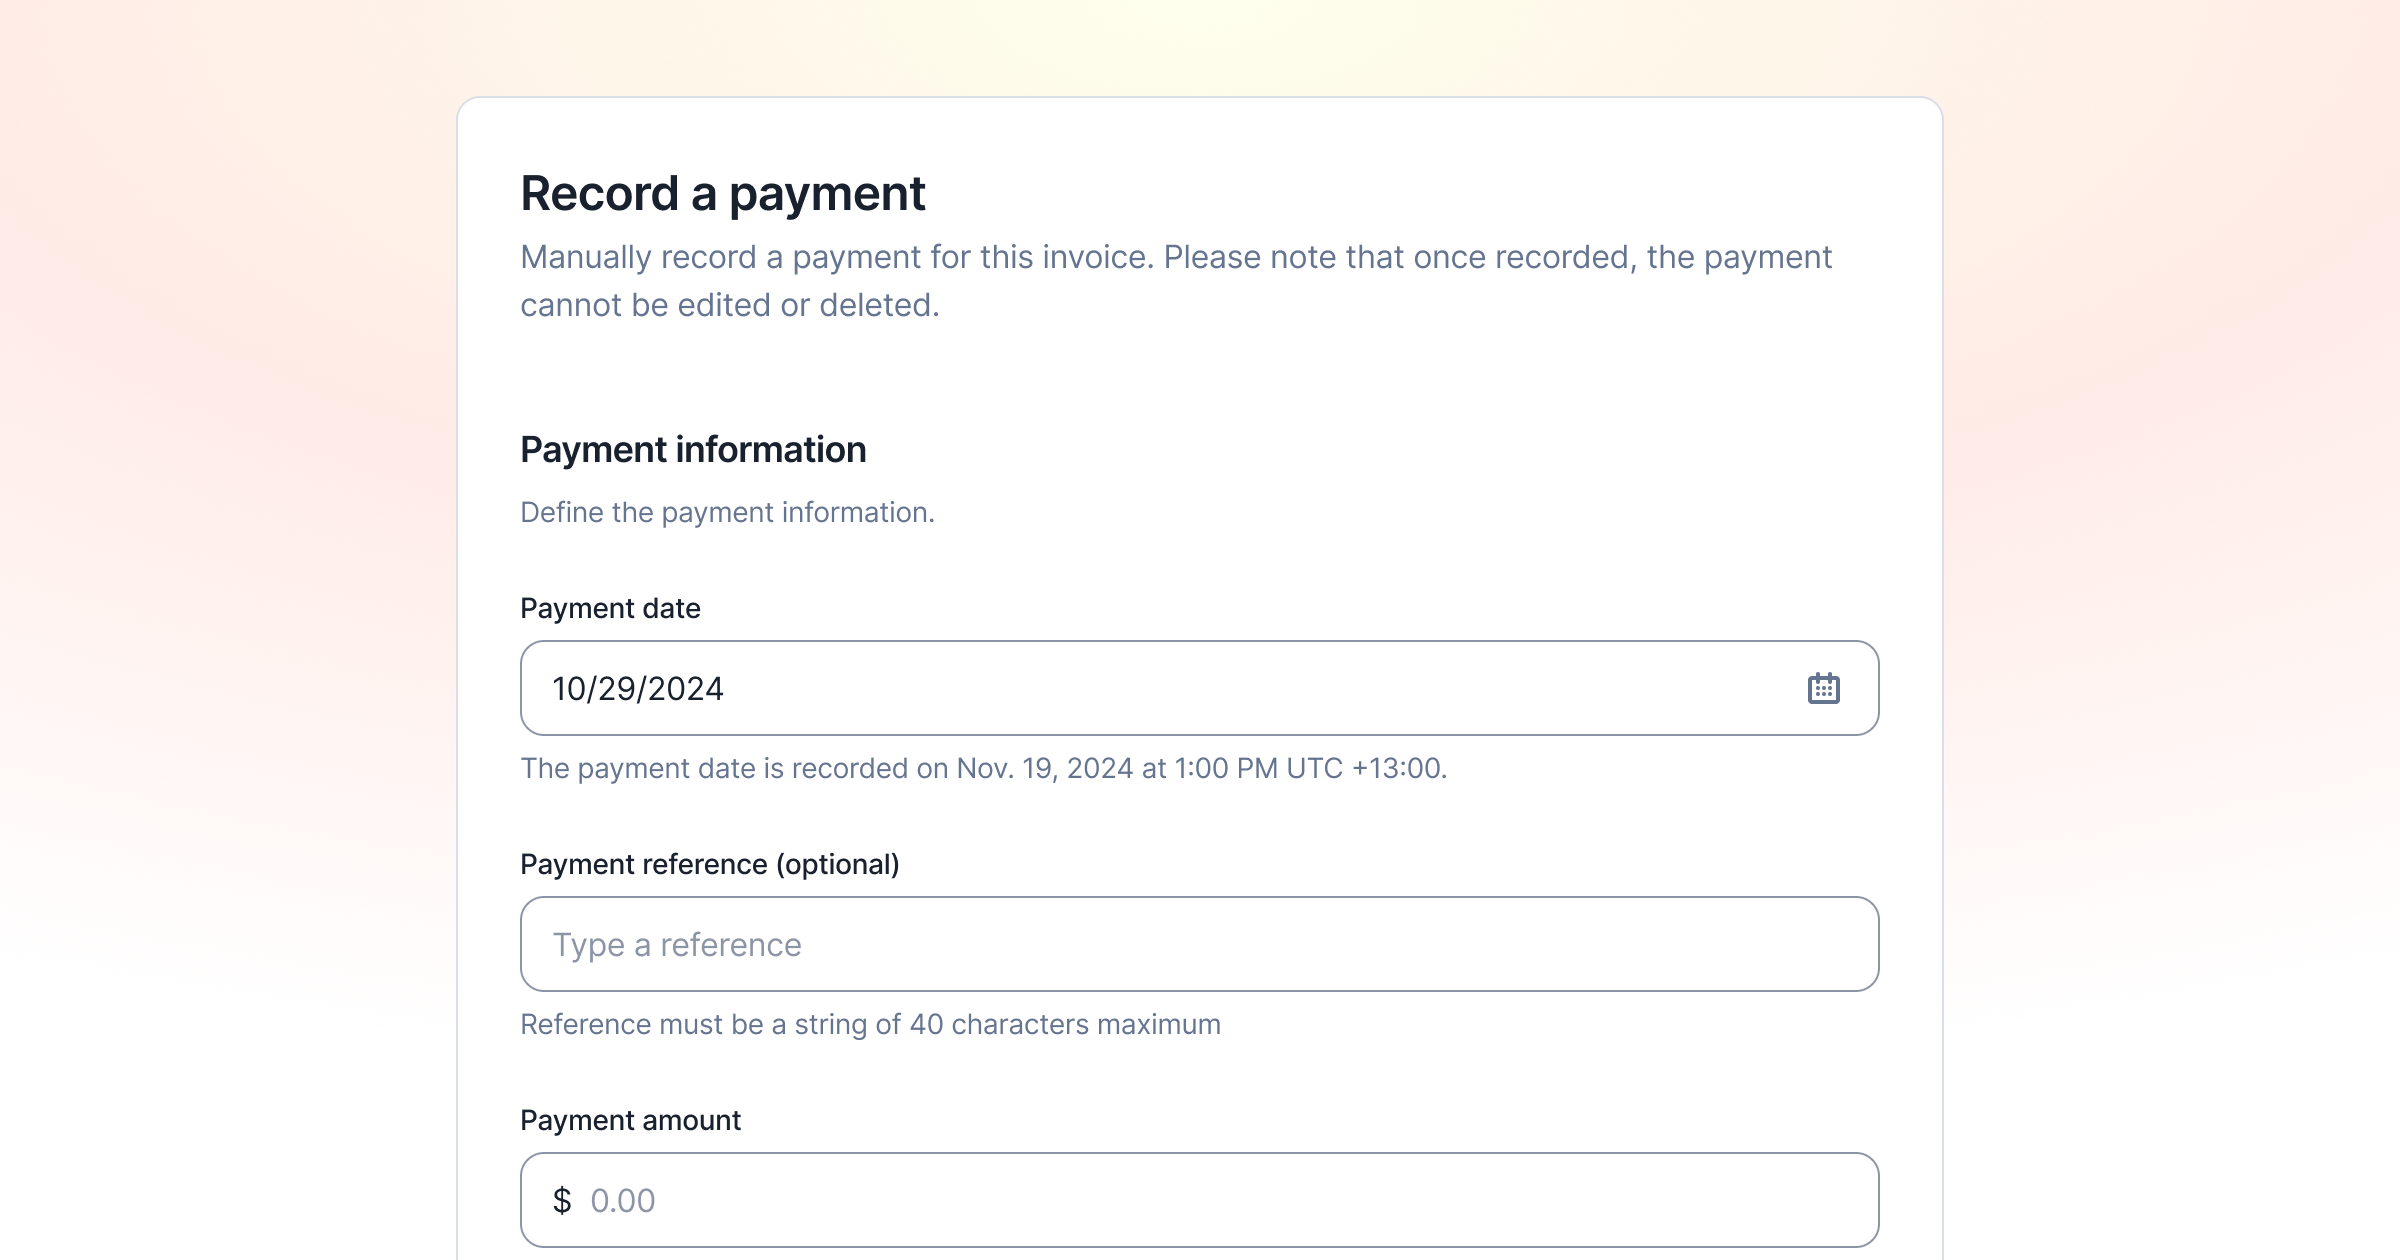 Record a payment
Manually record a payment for this invoice. Please note that once recorded, the payment
cannot be edited or deleted.
Payment information
Define the payment information.
Payment date
10/29/2024
The payment date is recorded on Nov. 19, 2024 at 1:00 PM UTC +13:00.
Payment reference (optional)
Type a reference
Reference must be a string of 40 characters maximum
Payment amount
$ 0.00